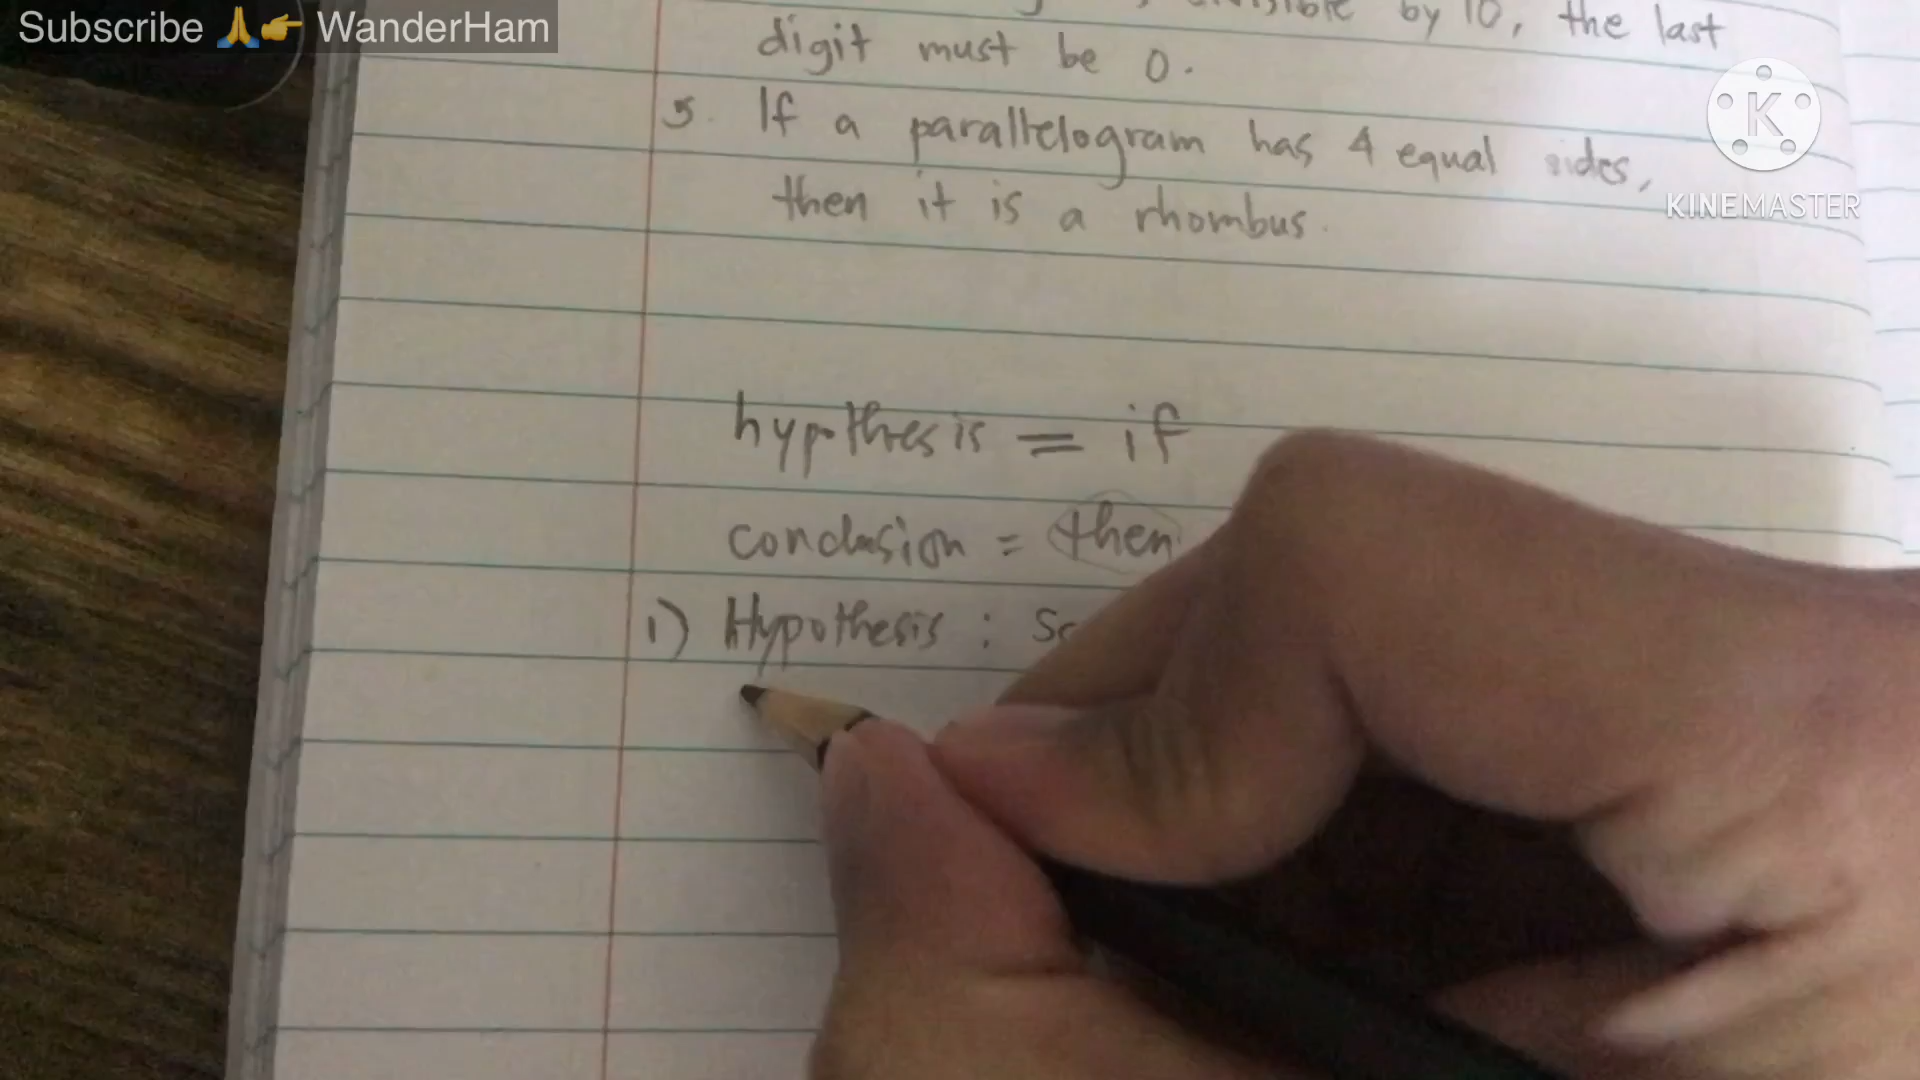 Subscribe 🙏👉 WanderHam
by 10, the last
digit must be 0.
5. If a parallelogram has 4 equal sides,
then it is a rhombus.
KINEMASTER
hypothesis = if
conclusion = then
1) Hypothesis :